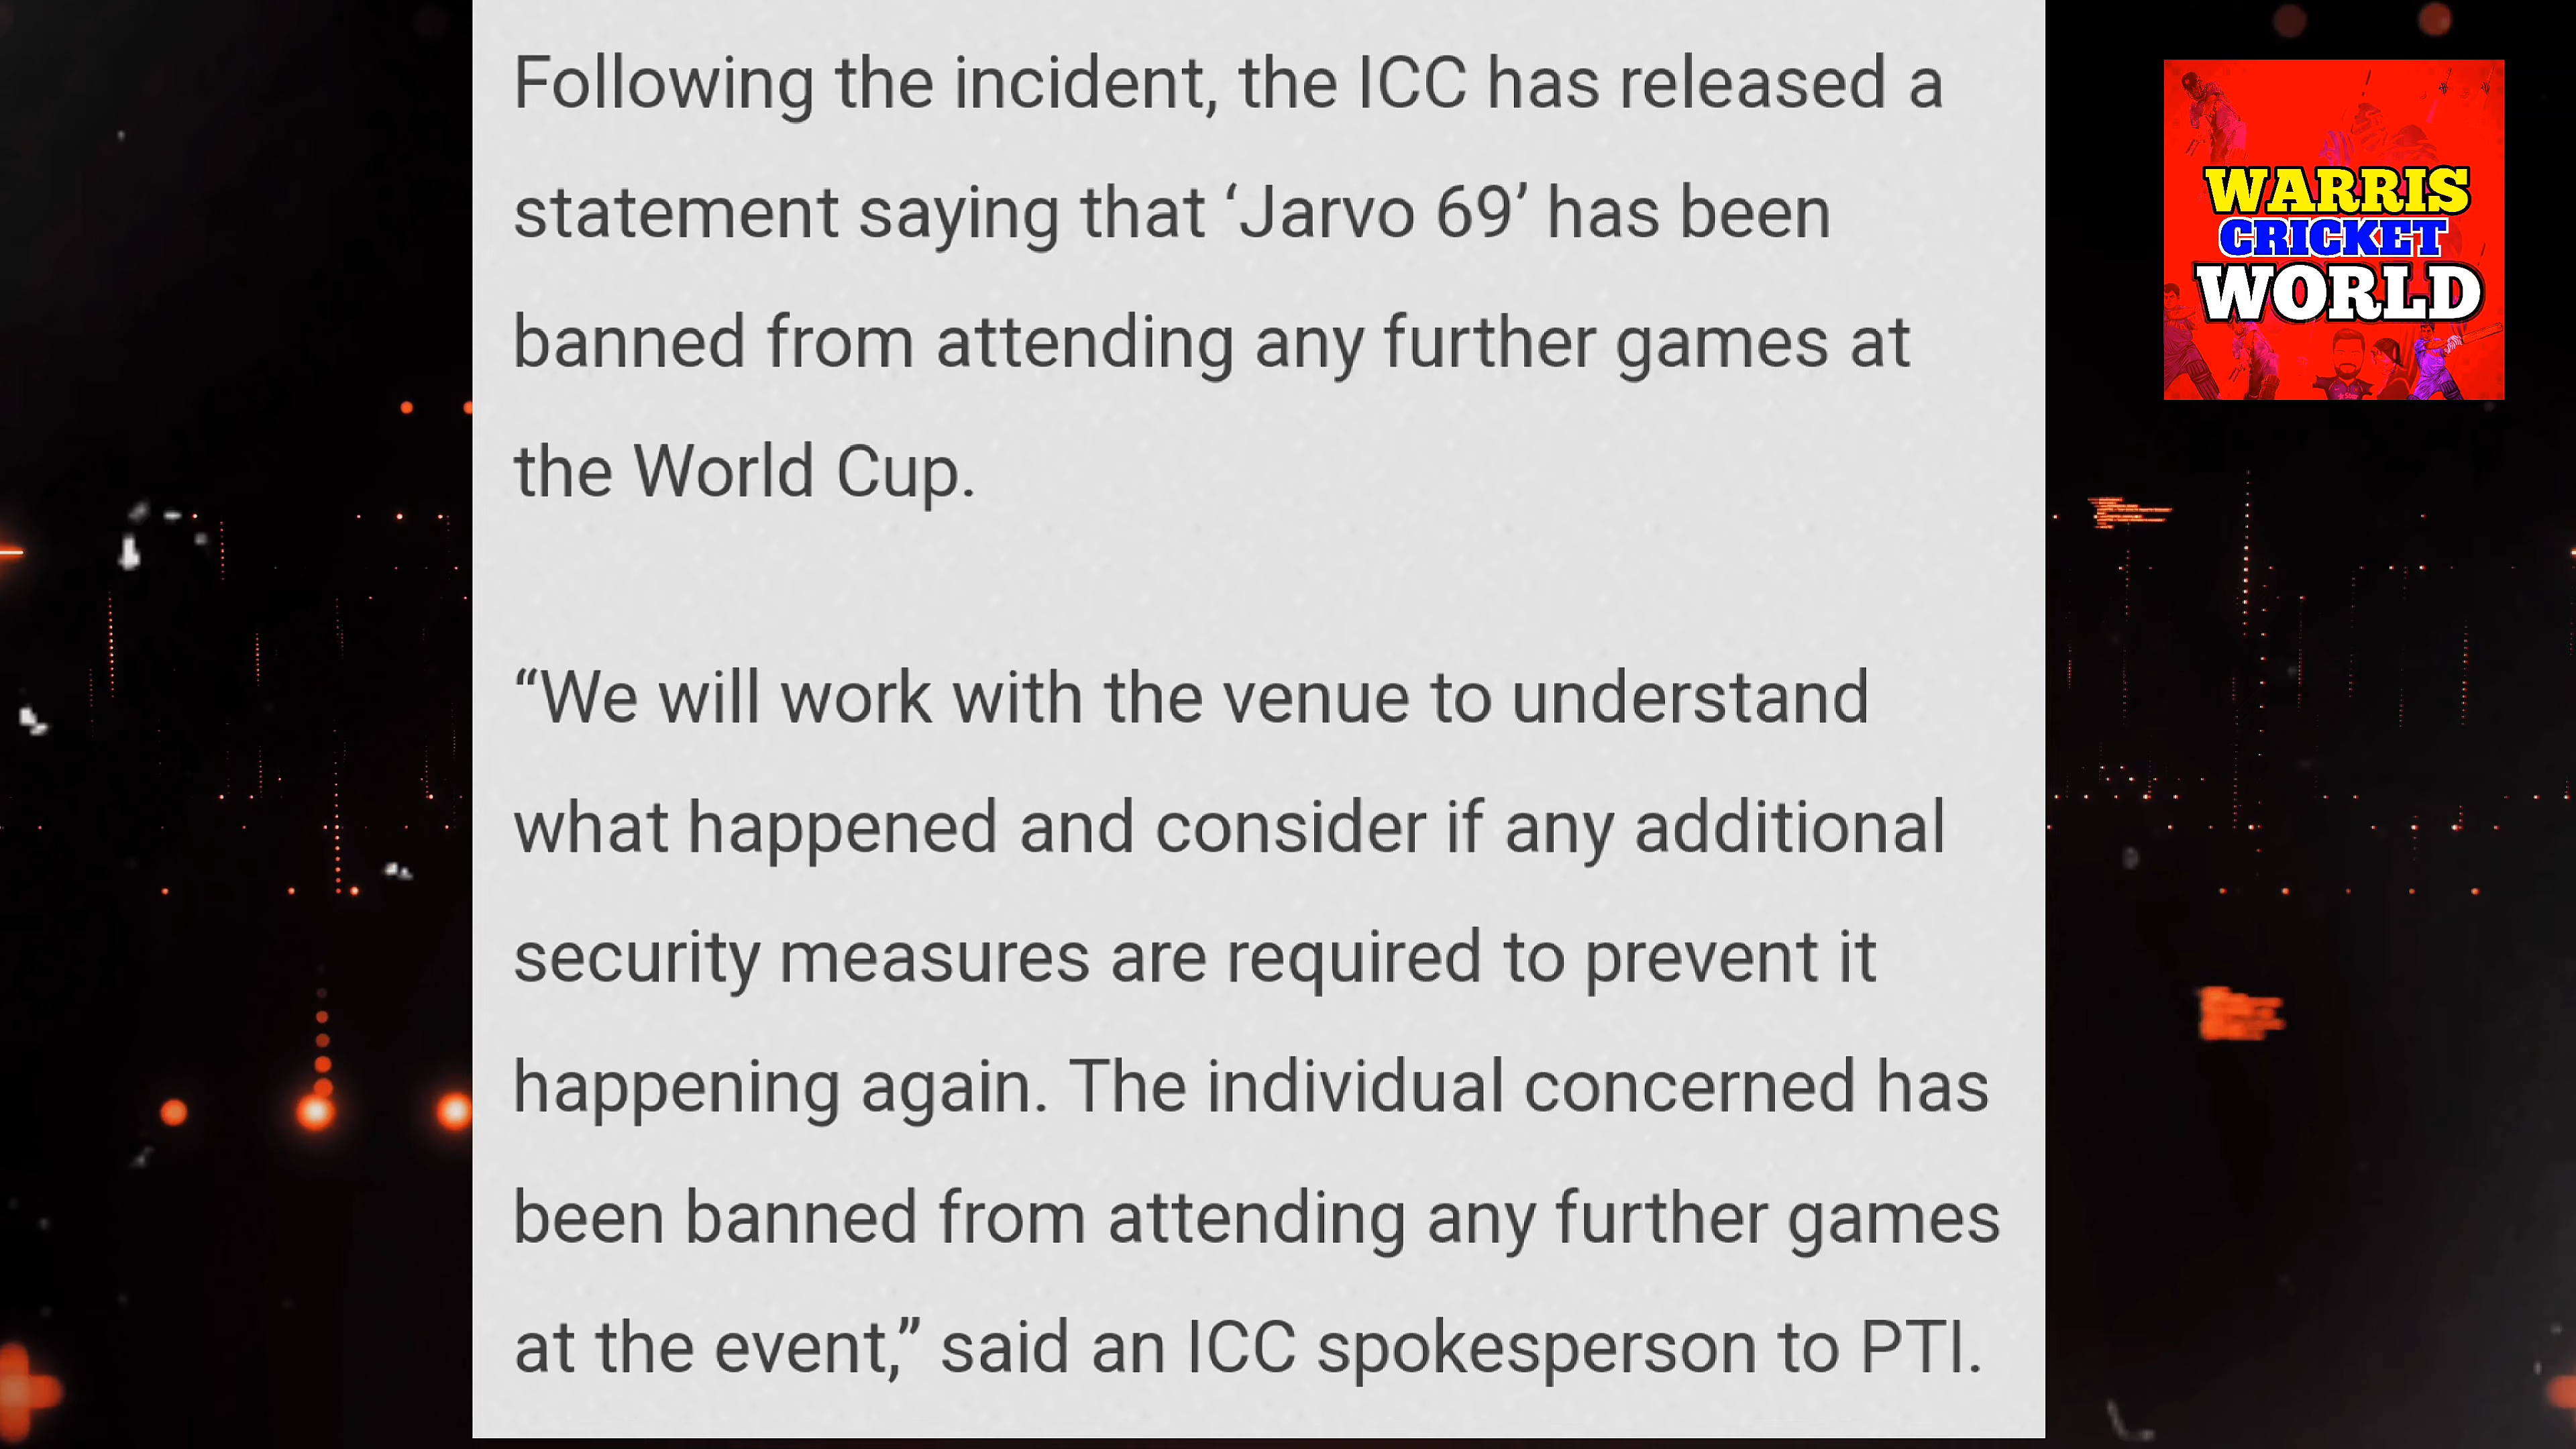 Following the incident, the ICC has released a
statement saying that ‘Jarvo 69’ has been
banned from attending any further games at
the World Cup.
“We will work with the venue to understand
what happened and consider if any additional
security measures are required to prevent it
happening again. The individual concerned has
been banned from attending any further games
at the event,” said an ICC spokesperson to PTI.
WARRIS
CRICKET
WORLD